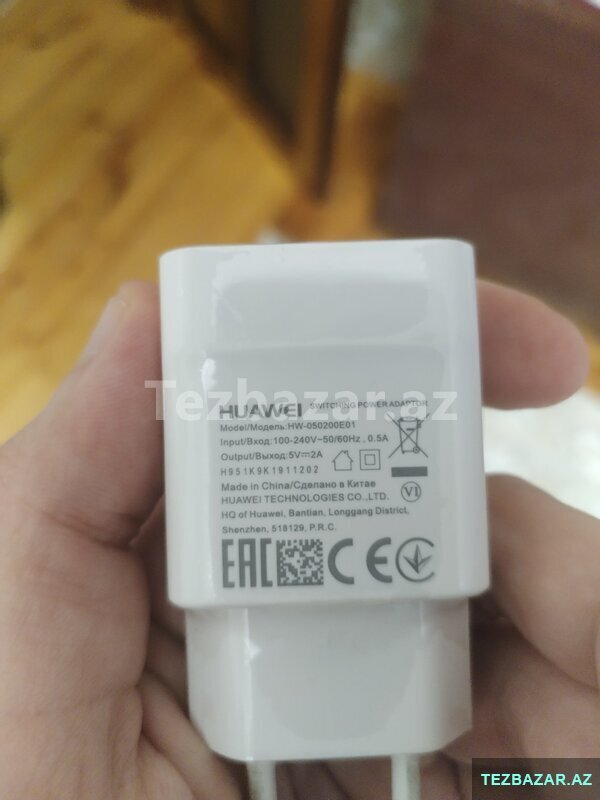 HUAWEI SWITCHING POWER ADAPTOR
Model/Модель:HW-050200E01
Input/Вход:100-240V~50/60Hz , 0.5A
Output/Выход:5V⎓2A
H951K9K1911202
Made in China/Сделано в Китае
VI
HUAWEI TECHNOLOGIES CO.,LTD.
HQ of Huawei, Bantian, Longgang District,
Shenzhen, 518129, P.R.C.
EAC CE
Tezbazar.az
TEZBAZAR.AZ